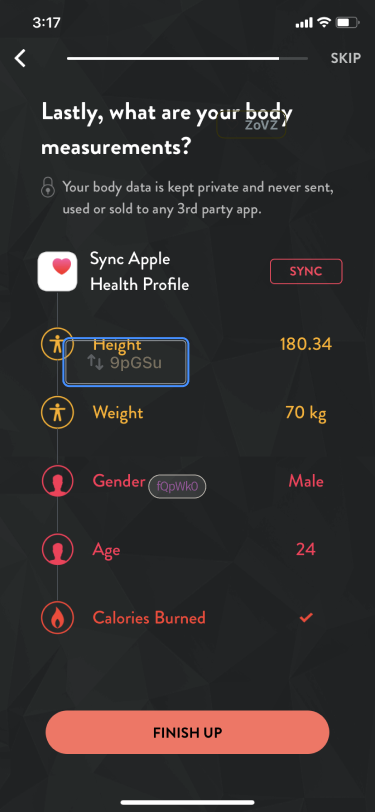 3:17
SKIP
Lastly, what are your body
ZoVZ
measurements?
Your body data is kept private and never sent,
used or sold to any 3rd party app.
Sync Apple
Health Profile
SYNC
Height
180.34
9pGSu
Weight
70 kg
Gender
fQpWk0
Male
Age
24
Calories Burned
FINISH UP